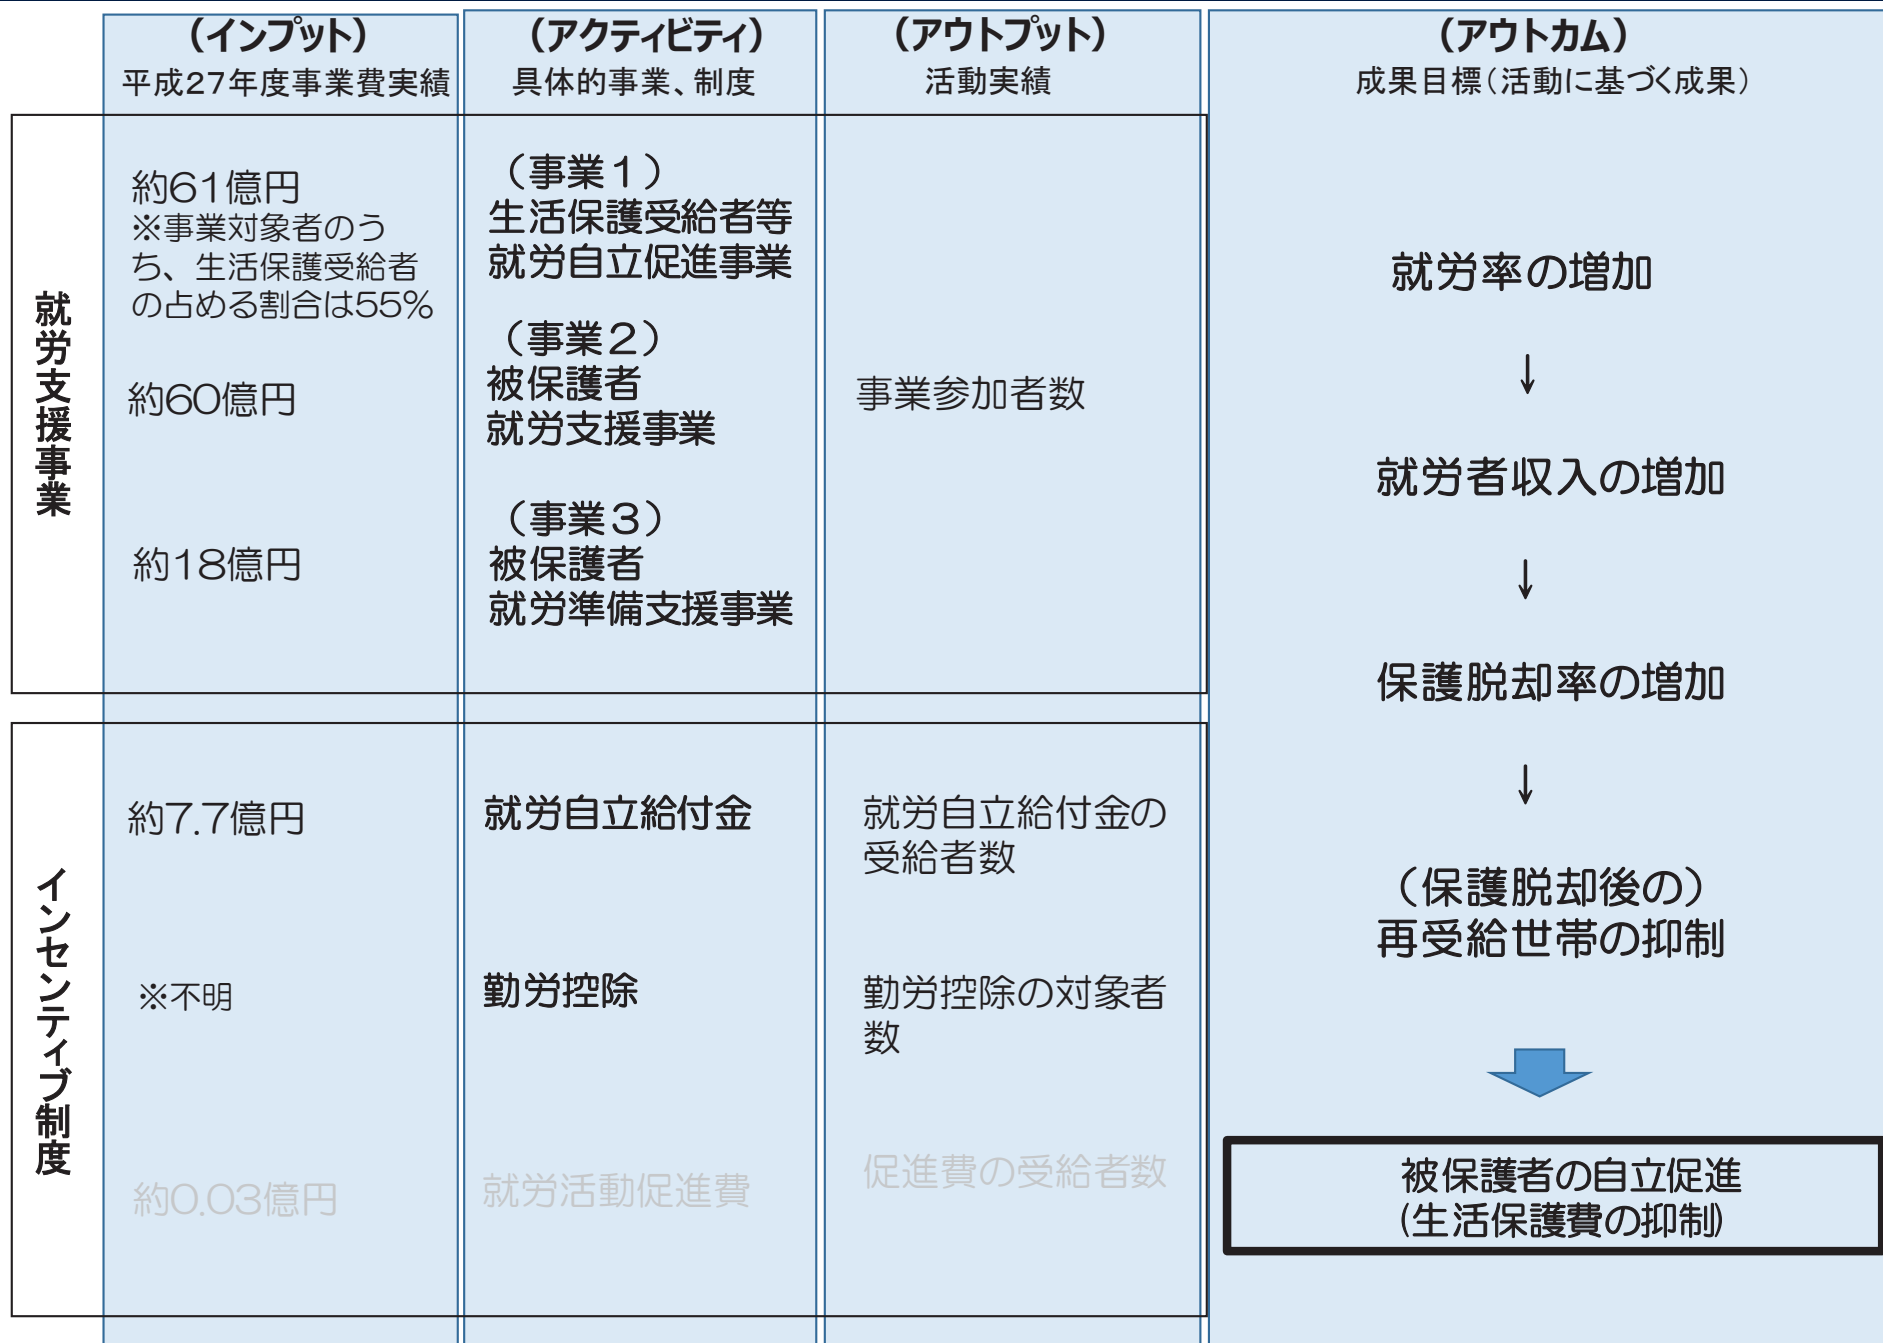 (インプット)
平成27年度事業費実績
(アクティビティ)
具体的事業、制度
(アウトプット)
活動実績
(アウトカム)
成果目標(活動に基づく成果)
就労支援事業
約61億円
※事業対象者のう
ち、生活保護受給者
の占める割合は55%
(事業1)
生活保護受給者等
就労自立促進事業
約60億円
(事業2)
被保護者
就労支援事業
約18億円
(事業3)
被保護者
就労準備支援事業
事業参加者数
インセンティブ制度
約7.7億円
就労自立給付金
就労自立給付金の
受給者数
※不明
勤労控除
勤労控除の対象者
数
約0.03億円
就労活動促進費
促進費の受給者数
就労率の増加
↓
就労者収入の増加
↓
保護脱却率の増加
↓
(保護脱却後の)
再受給世帯の抑制
被保護者の自立促進
(生活保護費の抑制)